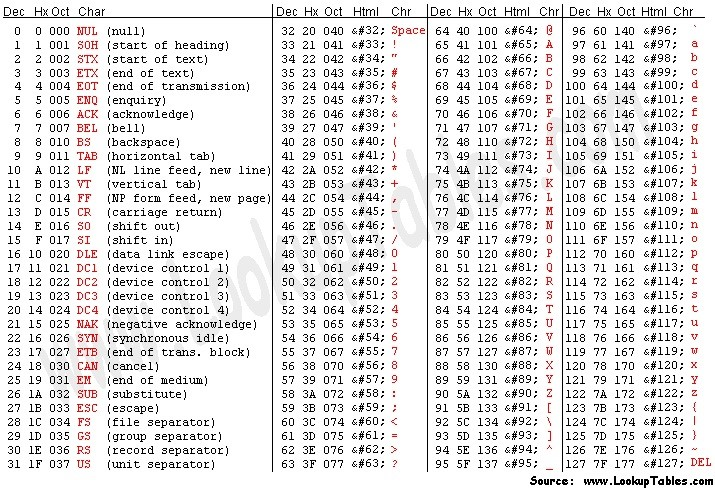 Dec Hx Oct Char Dec Hx Oct Html Chr Dec Hx Oct Html Chr Dec Hx Oct Html Chr
0 0 000 NUL (null) 32 20 040 &#32; Space 64 40 100 &#64; @ 96 60 140 &#96; `
1 1 001 SOH (start of heading) 33 21 041 &#33; ! 65 41 101 &#65; A 97 61 141 &#97; a
2 2 002 STX (start of text) 34 22 042 &#34; " 66 42 102 &#66; B 98 62 142 &#98; b
3 3 003 ETX (end of text) 35 23 043 &#35; # 67 43 103 &#67; C 99 63 143 &#99; c
4 4 004 EOT (end of transmission) 36 24 044 &#36; $ 68 44 104 &#68; D 100 64 144 &#100; d
5 5 005 ENQ (enquiry) 37 25 045 &#37; % 69 45 105 &#69; E 101 65 145 &#101; e
6 6 006 ACK (acknowledge) 38 26 046 &#38; & 70 46 106 &#70; F 102 66 146 &#102; f
7 7 007 BEL (bell) 39 27 047 &#39; ' 71 47 107 &#71; G 103 67 147 &#103; g
8 8 010 BS (backspace) 40 28 050 &#40; ( 72 48 110 &#72; H 104 68 150 &#104; h
9 9 011 TAB (horizontal tab) 41 29 051 &#41; ) 73 49 111 &#73; I 105 69 151 &#105; i
10 A 012 LF (NL line feed, new line) 42 2A 052 &#42; * 74 4A 112 &#74; J 106 6A 152 &#106; j
11 B 013 VT (vertical tab) 43 2B 053 &#43; + 75 4B 113 &#75; K 107 6B 153 &#107; k
12 C 014 FF (NP form feed, new page) 44 2C 054 &#44; , 76 4C 114 &#76; L 108 6C 154 &#108; l
13 D 015 CR (carriage return) 45 2D 055 &#45; - 77 4D 115 &#77; M 109 6D 155 &#109; m
14 E 016 SO (shift out) 46 2E 056 &#46; . 78 4E 116 &#78; N 110 6E 156 &#110; n
15 F 017 SI (shift in) 47 2F 057 &#47; / 79 4F 117 &#79; O 111 6F 157 &#111; o
16 10 020 DLE (data link escape) 48 30 060 &#48; 0 80 50 120 &#80; P 112 70 160 &#112; p
17 11 021 DC1 (device control 1) 49 31 061 &#49; 1 81 51 121 &#81; Q 113 71 161 &#113; q
18 12 022 DC2 (device control 2) 50 32 062 &#50; 2 82 52 122 &#82; R 114 72 162 &#114; r
19 13 023 DC3 (device control 3) 51 33 063 &#51; 3 83 53 123 &#83; S 115 73 163 &#115; s
20 14 024 DC4 (device control 4) 52 34 064 &#52; 4 84 54 124 &#84; T 116 74 164 &#116; t
21 15 025 NAK (negative acknowledge) 53 35 065 &#53; 5 85 55 125 &#85; U 117 75 165 &#117; u
22 16 026 SYN (synchronous idle) 54 36 066 &#54; 6 86 56 126 &#86; V 118 76 166 &#118; v
23 17 027 ETB (end of trans. block) 55 37 067 &#55; 7 87 57 127 &#87; W 119 77 167 &#119; w
24 18 030 CAN (cancel) 56 38 070 &#56; 8 88 58 130 &#88; X 120 78 170 &#120; x
25 19 031 EM (end of medium) 57 39 071 &#57; 9 89 59 131 &#89; Y 121 79 171 &#121; y
26 1A 032 SUB (substitute) 58 3A 072 &#58; : 90 5A 132 &#90; Z 122 7A 172 &#122; z
27 1B 033 ESC (escape) 59 3B 073 &#59; ; 91 5B 133 &#91; [ 123 7B 173 &#123; {
28 1C 034 FS (file separator) 60 3C 074 &#60; < 92 5C 134 &#92; \ 124 7C 174 &#124; |
29 1D 035 GS (group separator) 61 3D 075 &#61; = 93 5D 135 &#93; ] 125 7D 175 &#125; }
30 1E 036 RS (record separator) 62 3E 076 &#62; > 94 5E 136 &#94; ^ 126 7E 176 &#126; ~
31 1F 037 US (unit separator) 63 3F 077 &#63; ? 95 5F 137 &#95; _ 127 7F 177 &#127; DEL
Source: www.LookupTables.com
www.LookupTables.com